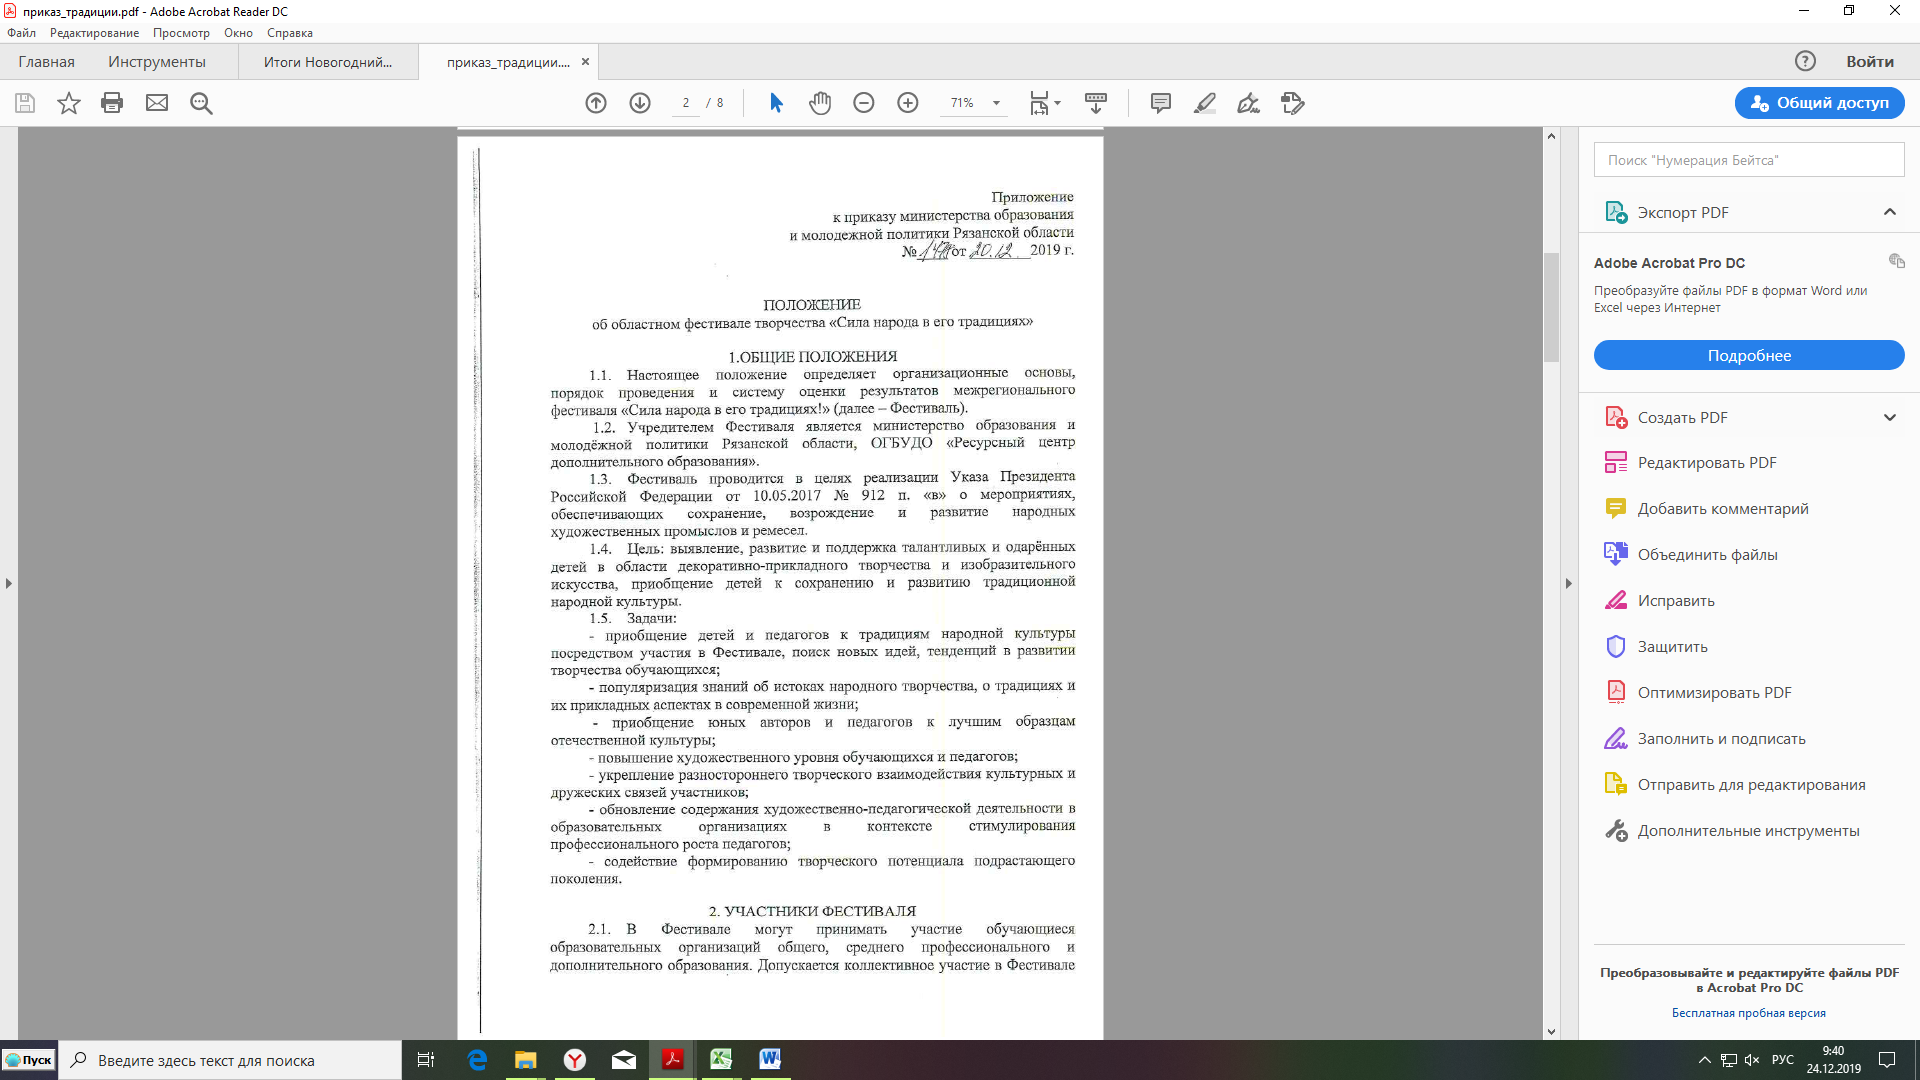 приказ_традиции.pdf - Adobe Acrobat Reader DC
Файл Редактирование Просмотр Окно Справка
Главная Инструменты Итоги Новогодний... приказ_традиции.... × Войти
2 / 8 71% Общий доступ
Приложение
к приказу министерства образования
и молодежной политики Рязанской области
№ от 20.12. 2019 г.
ПОЛОЖЕНИЕ
об областном фестивале творчества «Сила народа в его традициях»
1.ОБЩИЕ ПОЛОЖЕНИЯ
1.1. Настоящее положение определяет организационные основы,
порядок проведения и систему оценки результатов межрегионального
фестиваля «Сила народа в его традициях!» (далее – Фестиваль).
1.2. Учредителем Фестиваля является министерство образования и
молодёжной политики Рязанской области, ОГБУДО «Ресурсный центр
дополнительного образования».
1.3. Фестиваль проводится в целях реализации Указа Президента
Российской Федерации от 10.05.2017 № 912 п. «в» о мероприятиях,
обеспечивающих сохранение, возрождение и развитие народных
художественных промыслов и ремесел.
1.4. Цель: выявление, развитие и поддержка талантливых и одарённых
детей в области декоративно-прикладного творчества и изобразительного
искусства, приобщение детей к сохранению и развитию традиционной
народной культуры.
1.5. Задачи:
- приобщение детей и педагогов к традициям народной культуры
посредством участия в Фестивале, поиск новых идей, тенденций в развитии
творчества обучающихся;
- популяризация знаний об истоках народного творчества, о традициях и
их прикладных аспектах в современной жизни;
- приобщение юных авторов и педагогов к лучшим образцам
отечественной культуры;
- повышение художественного уровня обучающихся и педагогов;
- укрепление разностороннего творческого взаимодействия культурных и
дружеских связей участников;
- обновление содержания художественно-педагогической деятельности в
образовательных организациях в контексте стимулирования
профессионального роста педагогов;
- содействие формированию творческого потенциала подрастающего
поколения.
2. УЧАСТНИКИ ФЕСТИВАЛЯ
2.1. В Фестивале могут принимать участие обучающиеся
образовательных организаций общего, среднего профессионального и
дополнительного образования. Допускается коллективное участие в Фестивале
Поиск "Нумерация Бейтса"
Экспорт PDF
Adobe Acrobat Pro DC
Преобразуйте файлы PDF в формат Word или
Excel через Интернет
Подробнее
Создать PDF
Редактировать PDF
Добавить комментарий
Объединить файлы
Исправить
Защитить
Оптимизировать PDF
Заполнить и подписать
Отправить для редактирования
Дополнительные инструменты
Преобразовывайте и редактируйте файлы PDF
в Acrobat Pro DC
Бесплатная пробная версия
Пуск Введите здесь текст для поиска РУС 9:40
24.12.2019